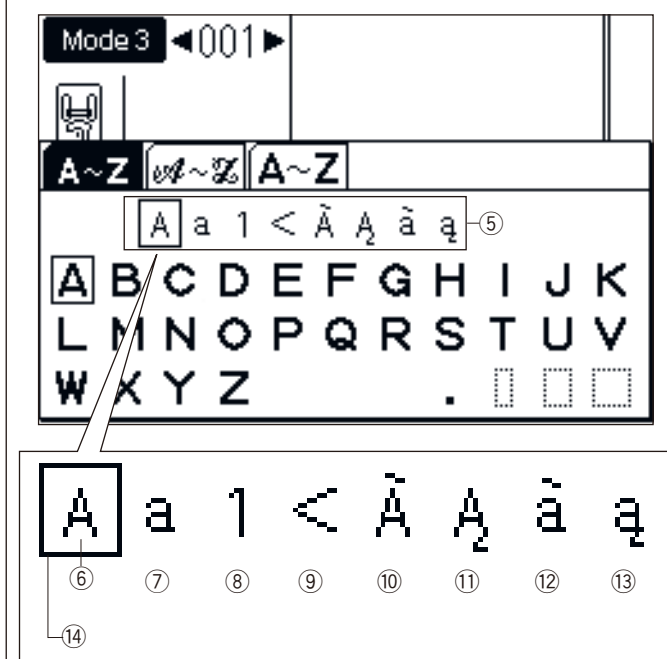 Mode 3 ◀001▶
A~Z 𝒜~𝒵 A~Z
A a 1 < Ã Ą ã ą ⑤
A B C D E F G H I J K
L M N O P Q R S T U V
W X Y Z .
A a 1 < Ã Ą ã ą
⑥ ⑦ ⑧ ⑨ ⑩ ⑪ ⑫ ⑬
⑭